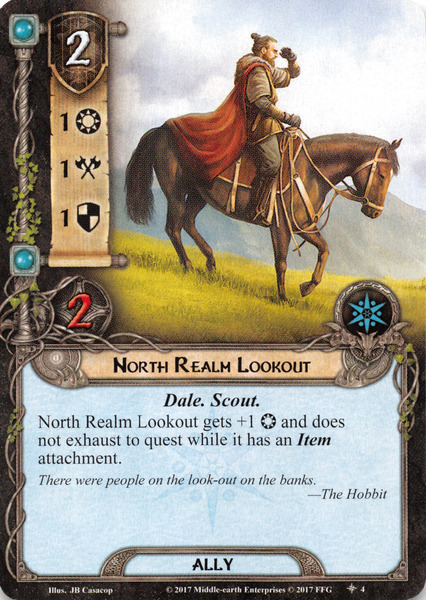 2
1
1
1
2
North Realm Lookout
Dale. Scout.
North Realm Lookout gets +1 and does
not exhaust to quest while it has an Item
attachment.
There were people on the look-out on the banks.
—The Hobbit
ALLY
Illus. JB Casacop
© 2017 Middle-earth Enterprises © 2017 FFG
4